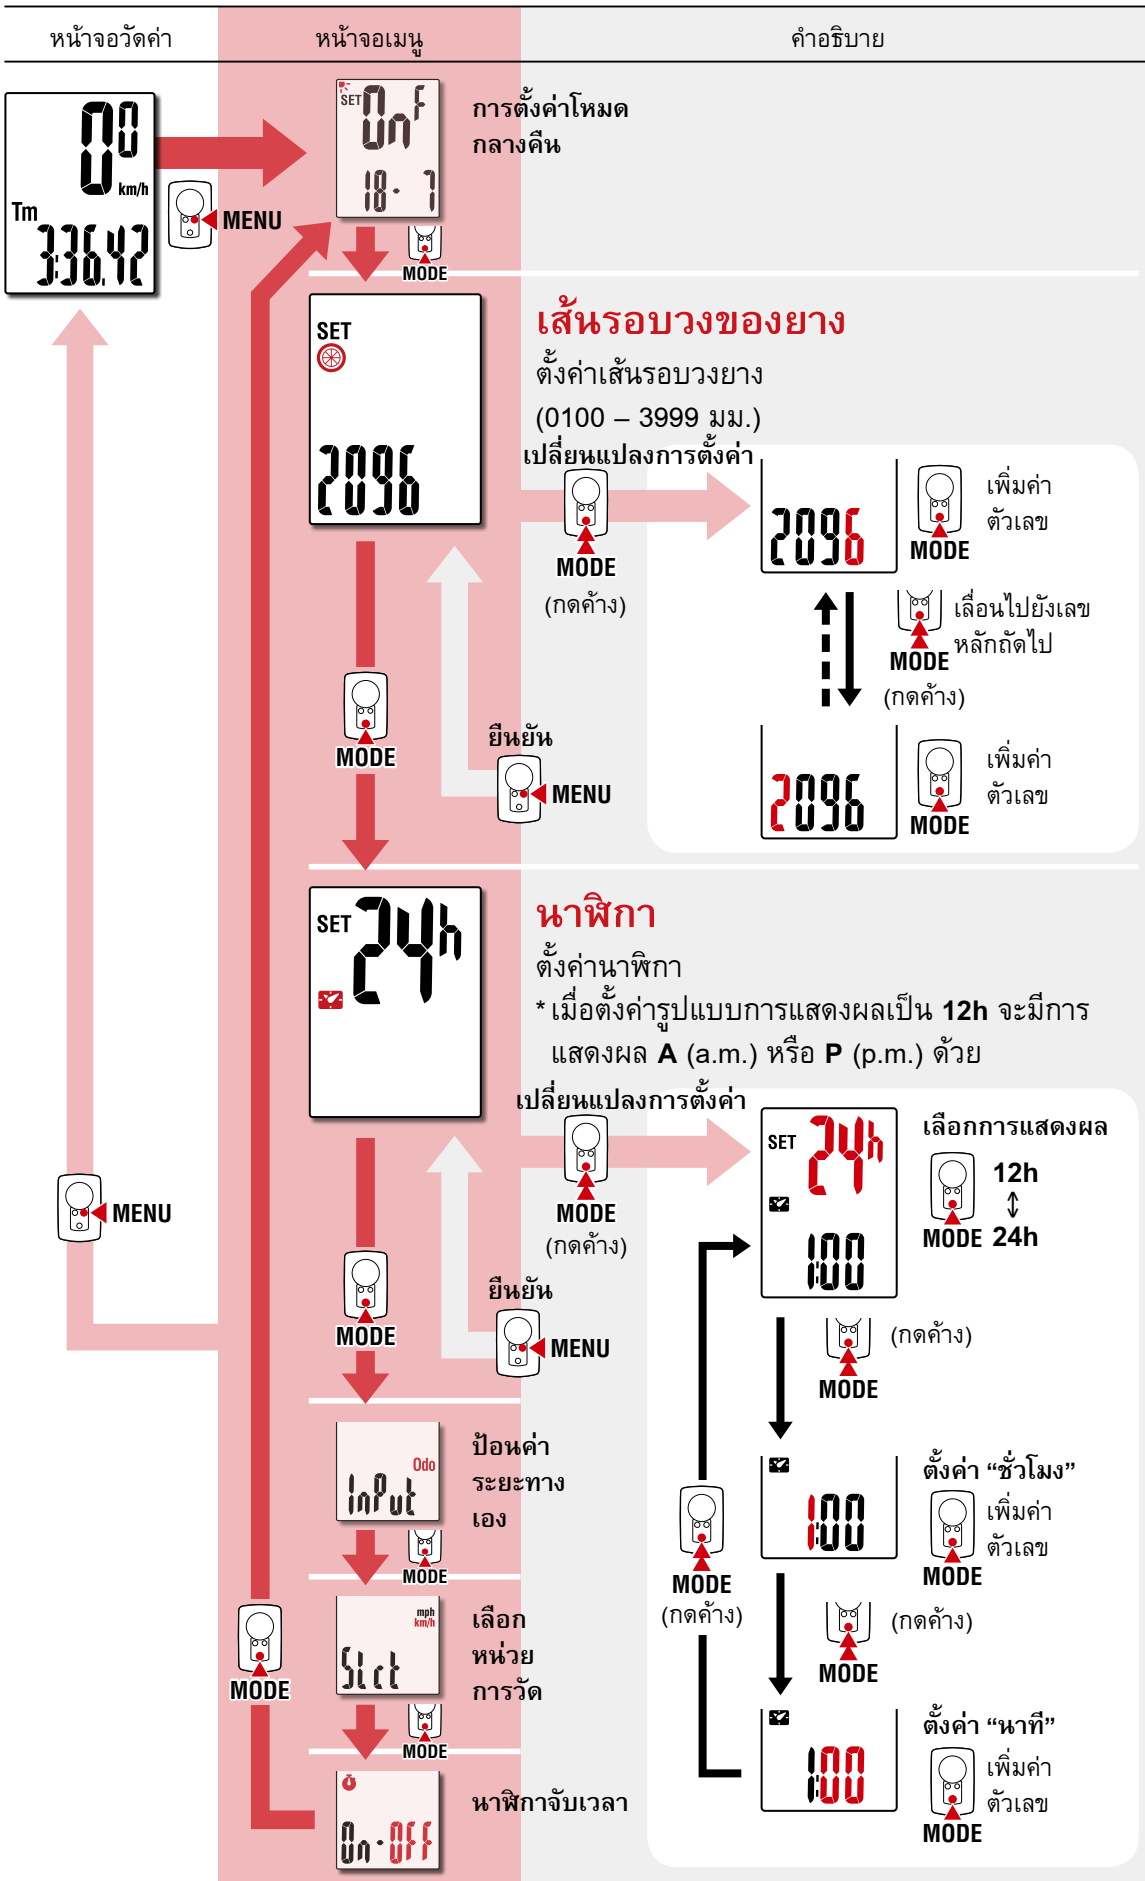 หน้าจอวัดค่า
หน้าจอเมนู
คำอธิบาย
0⁰
km/h
Tm
3:36.42
MENU
SET
On F
18 · 7
การตั้งค่าโหมด
กลางคืน
MODE
SET
2096
เส้นรอบวงของยาง
ตั้งค่าเส้นรอบวงยาง
(0100 – 3999 มม.)
เปลี่ยนแปลงการตั้งค่า
MODE
(กดค้าง)
2096
MODE
เพิ่มค่า
ตัวเลข
MODE
(กดค้าง)
เลื่อนไปยังเลข
หลักถัดไป
2096
MODE
เพิ่มค่า
ตัวเลข
MODE
ยืนยัน
MENU
SET
24h
นาฬิกา
ตั้งค่านาฬิกา
* เมื่อตั้งค่ารูปแบบการแสดงผลเป็น 12h จะมีการ
แสดงผล A (a.m.) หรือ P (p.m.) ด้วย
เปลี่ยนแปลงการตั้งค่า
MODE
(กดค้าง)
SET
24h
1:00
เลือกการแสดงผล
12h
↕
MODE 24h
MENU
MODE
ยืนยัน
MENU
(กดค้าง)
MODE
Odo
InPut
ป้อนค่า
ระยะทาง
เอง
MODE
1:00
ตั้งค่า “ชั่วโมง”
เพิ่มค่า
ตัวเลข
MODE
MODE
(กดค้าง)
(กดค้าง)
MODE
mph
km/h
Slct
เลือก
หน่วย
การวัด
MODE
MODE
1:00
ตั้งค่า “นาที”
เพิ่มค่า
ตัวเลข
MODE
On·OFF
นาฬิกาจับเวลา